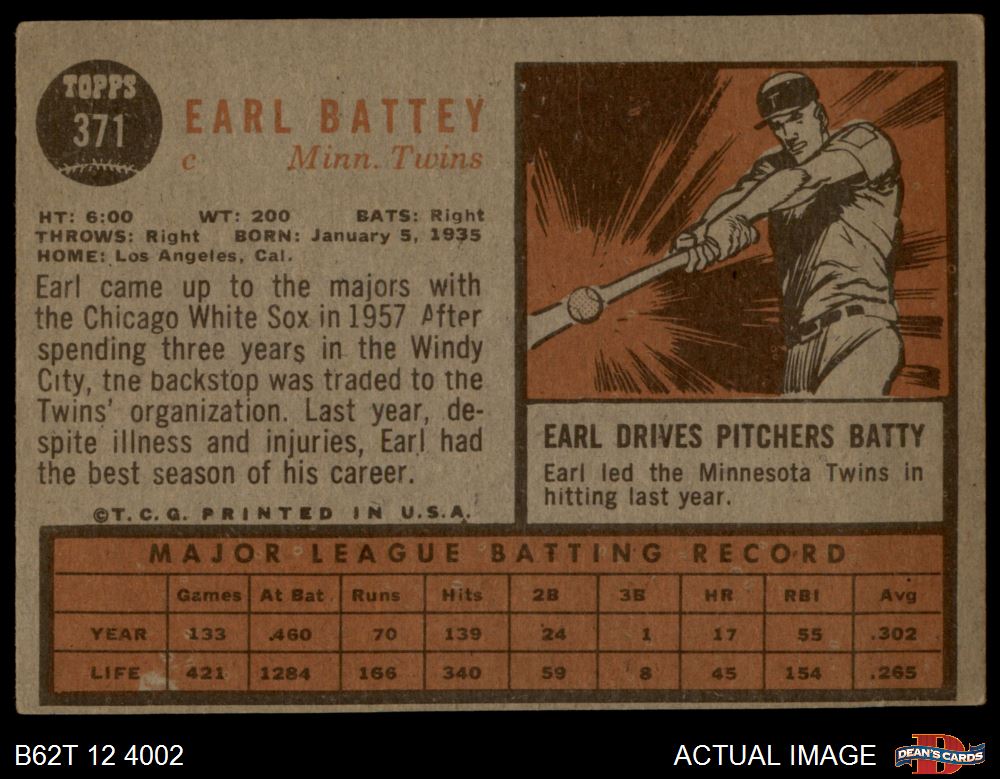 TOPPS
371
EARL BATTEY
c Minn. Twins
HT: 6:00 WT: 200 BATS: Right
THROWS: Right BORN: January 5, 1935
HOME: Los Angeles, Cal.
Earl came up to the majors with
the Chicago White Sox in 1957 After
spending three years in the Windy
City, tne backstop was traded to the
Twins' organization. Last year, de-
spite illness and injuries, Earl had
the best season of his career.
©T. C. G. PRINTED IN U.S.A.
T
EARL DRIVES PITCHERS BATTY
Earl led the Minnesota Twins in
hitting last year.
MAJOR LEAGUE BATTING RECORD
Games At Bat Runs Hits 2B 3B HR RBI Avg
YEAR 133 .460 70 139 24 1 17 55 .302
LIFE 421 1284 166 340 59 8 45 154 .265
B62T 12 4002
ACTUAL IMAGE
D
DEAN'S CARDS